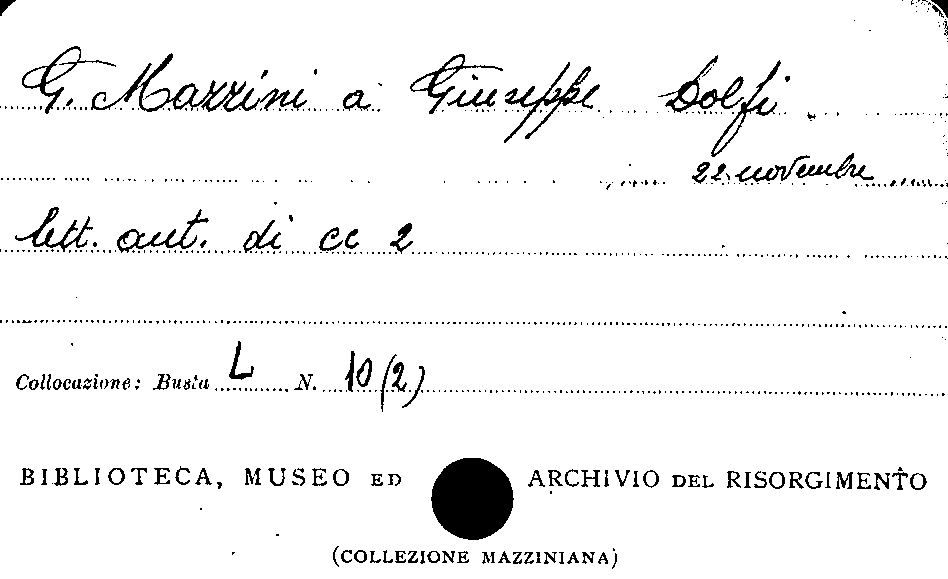 G. Mazzini a Giuseppe Dolfi
22 novembre
lett. aut. di cc 2
Collocazione: Busta L N. 10 (2)
BIBLIOTECA, MUSEO ED ARCHIVIO DEL RISORGIMENTO
(COLLEZIONE MAZZINIANA)